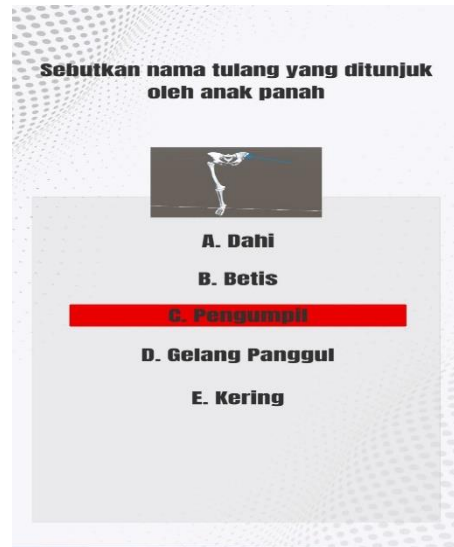 Sebutkan nama tulang yang ditunjuk
oleh anak panah
A. Dahi
B. Betis
C. Pengumpil
D. Gelang Panggul
E. Kering